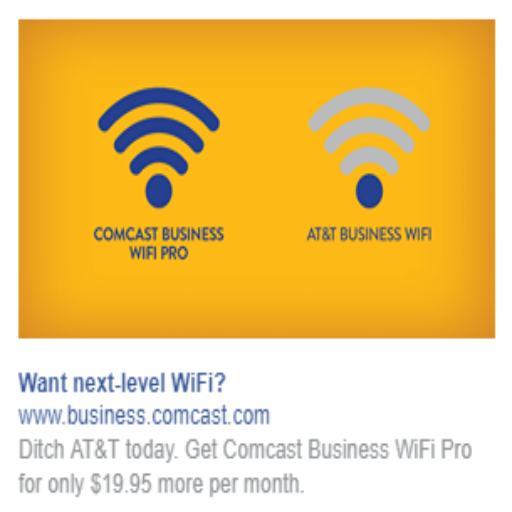 COMCAST BUSINESS
WIFI PRO
AT&T BUSINESS WIFI
Want next-level WiFi?
www.business.comcast.com
Ditch AT&T today. Get Comcast Business WiFi Pro
for only $19.95 more per month.